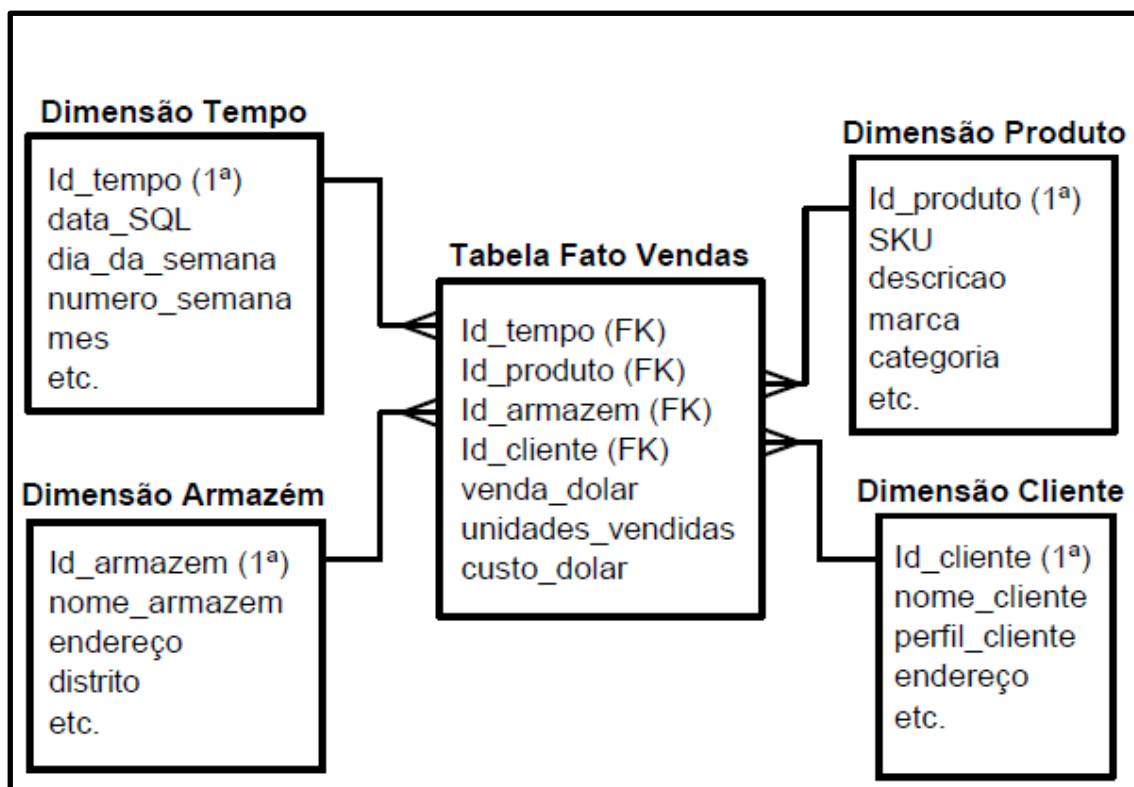 Dimensão Tempo
Id_tempo (1ª)
data_SQL
dia_da_semana
numero_semana
mes
etc.
Dimensão Armazém
Id_armazem (1ª)
nome_armazem
endereço
distrito
etc.
Tabela Fato Vendas
Id_tempo (FK)
Id_produto (FK)
Id_armazem (FK)
Id_cliente (FK)
venda_dolar
unidades_vendidas
custo_dolar
Dimensão Produto
Id_produto (1ª)
SKU
descricao
marca
categoria
etc.
Dimensão Cliente
Id_cliente (1ª)
nome_cliente
perfil_cliente
endereço
etc.